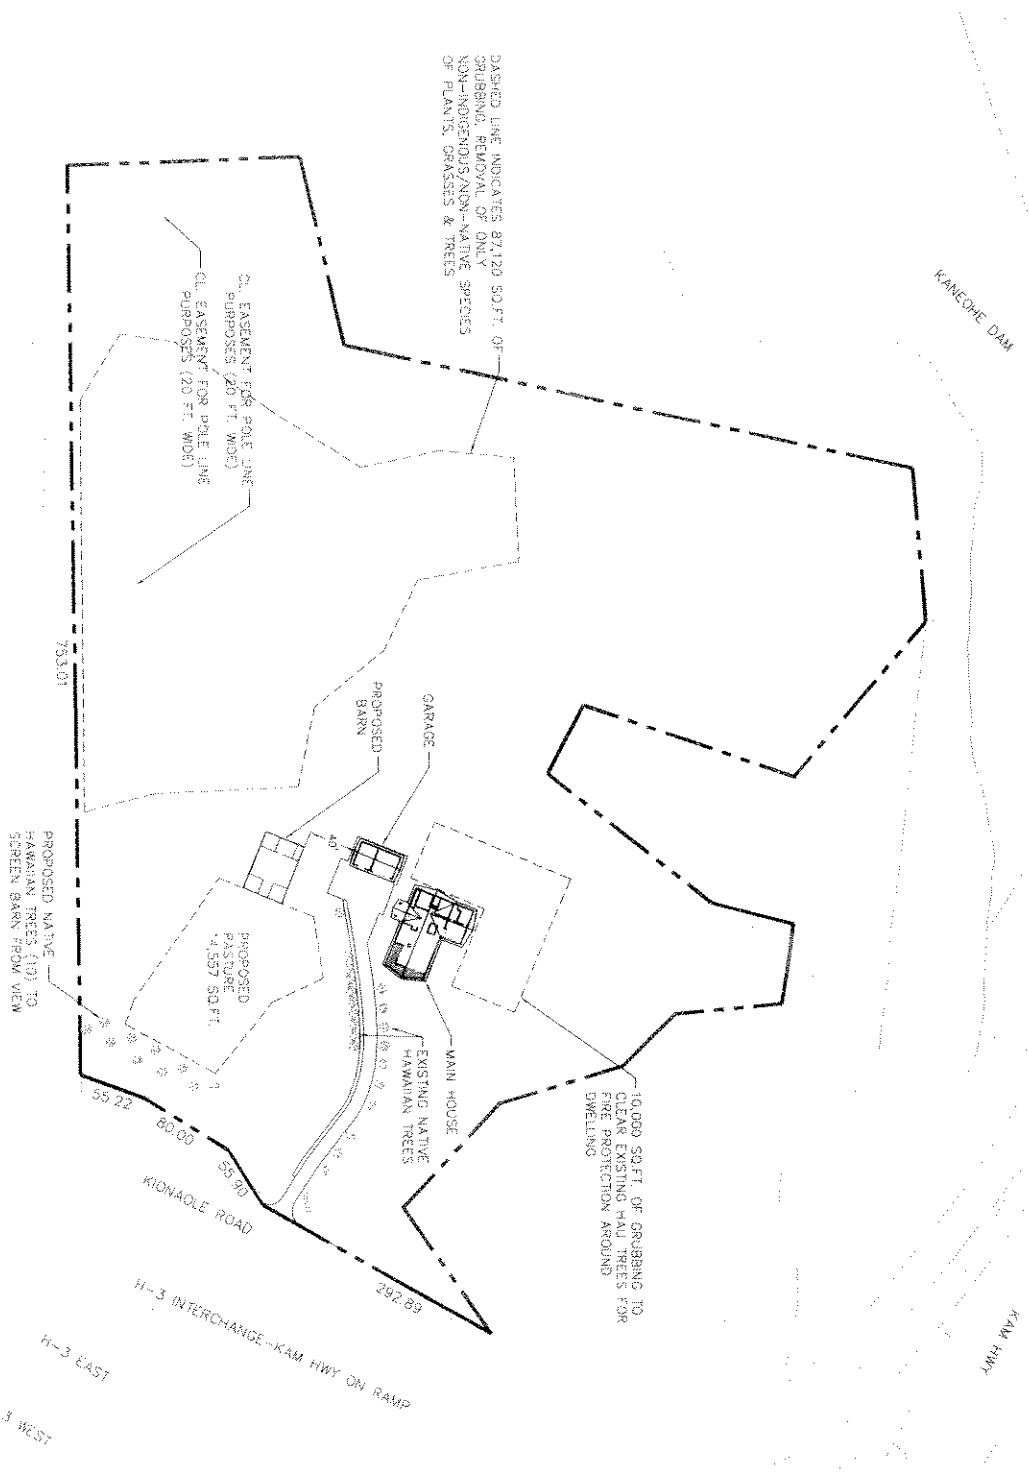 KANEOHE DAM
DASHED LINE INDICATES 87,120 SQ.FT. OF
GRUBBING, REMOVAL OF ONLY
NON-INDIGENOUS/NON-NATIVE SPECIES
OF PLANTS, GRASSES & TREES
CL EASEMENT FOR POLE LINE
PURPOSES (20 FT. WIDE)
CL EASEMENT FOR POLE LINE
PURPOSES (20 FT. WIDE)
753.01
GARAGE
PROPOSED
BARN
40'
PROPOSED
PASTURE
4,557 SQ.FT.
PROPOSED NATIVE
HAWAIIAN TREES (10) TO
SCREEN BARN FROM VIEW
MAIN HOUSE
EXISTING NATIVE
HAWAIIAN TREES
10,000 SQ.FT. OF GRUBBING TO
CLEAR EXISTING HAU TREES FOR
FIRE PROTECTION AROUND
DWELLING
55.22
80.00
55.90
292.89
KIONAOLE ROAD
H-3 INTERCHANGE-KAM HWY ON RAMP
H-3 EAST
3 WEST
KAM HWY